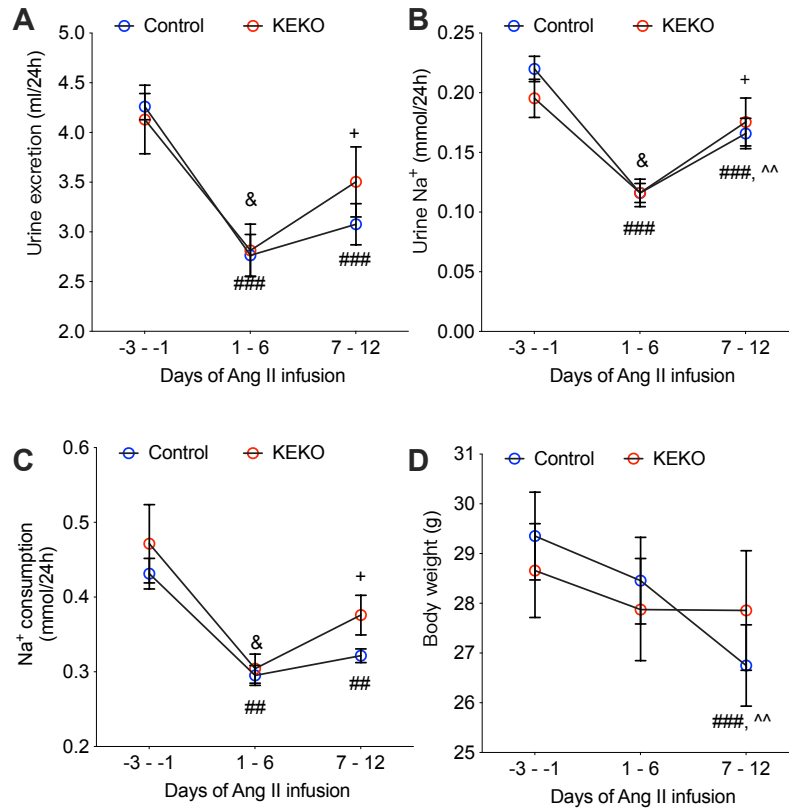 A
Control KEKO
Urine excretion (ml/24h)
5.0
4.5
4.0
3.5
3.0
2.5
2.0
&
+
###
###
-3 - -1 1 - 6 7 - 12
Days of Ang II infusion
B
Control KEKO
Urine Na⁺ (mmol/24h)
0.25
0.20
0.15
0.10
0.05
0.00
&
+
###
###, ^^
-3 - -1 1 - 6 7 - 12
Days of Ang II infusion
C
Control KEKO
Na⁺ consumption
(mmol/24h)
0.6
0.5
0.4
0.3
0.2
&
+
##
##
-3 - -1 1 - 6 7 - 12
Days of Ang II infusion
D
Control KEKO
Body weight (g)
31
30
29
28
27
26
25
###, ^^
-3 - -1 1 - 6 7 - 12
Days of Ang II infusion